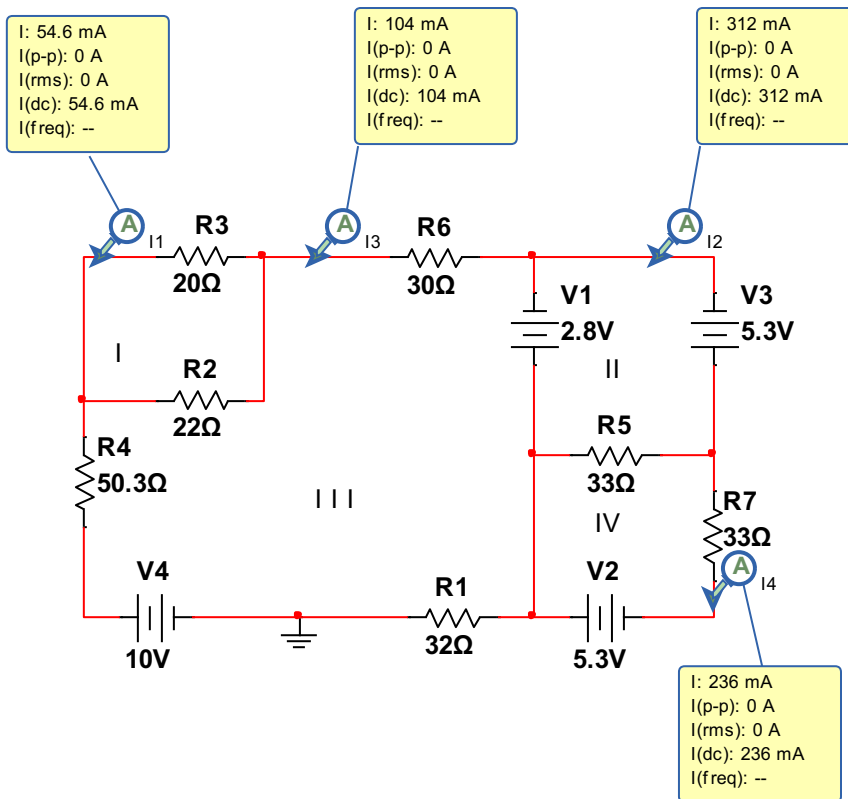 I: 54.6 mA
I(p-p): 0 A
I(rms): 0 A
I(dc): 54.6 mA
I(freq): --
I: 104 mA
I(p-p): 0 A
I(rms): 0 A
I(dc): 104 mA
I(freq): --
I: 312 mA
I(p-p): 0 A
I(rms): 0 A
I(dc): 312 mA
I(freq): --
A
I1
A
I3
A
I2
R3
20Ω
R6
30Ω
V1
2.8V
V3
5.3V
I
R2
22Ω
II
R4
50.3Ω
R5
33Ω
III
IV
R7
33Ω
V4
10V
R1
32Ω
V2
5.3V
A
I4
I: 236 mA
I(p-p): 0 A
I(rms): 0 A
I(dc): 236 mA
I(freq): --